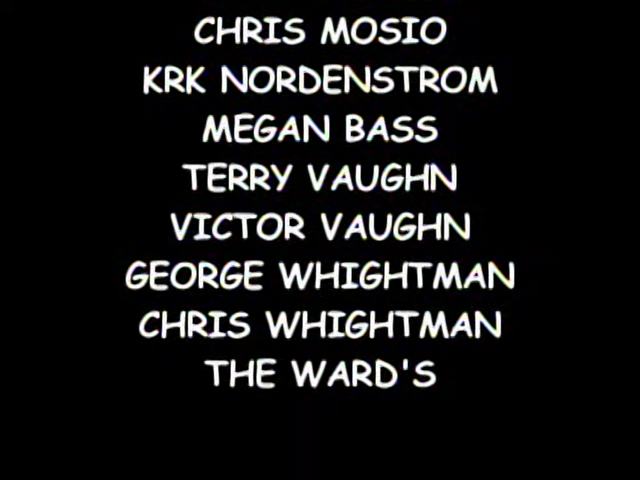 CHRIS MOSIO
KRK NORDENSTROM
MEGAN BASS
TERRY VAUGHN
VICTOR VAUGHN
GEORGE WHIGHTMAN
CHRIS WHIGHTMAN
THE WARD'S